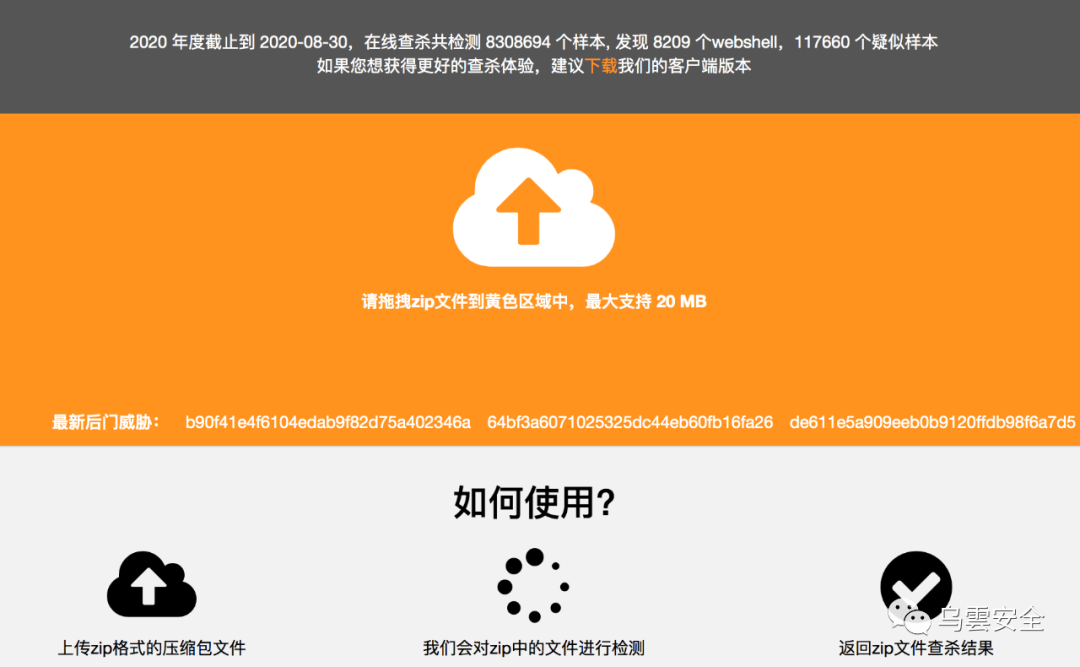 2020 年度截止到 2020-08-30，在线查杀共检测 8308694 个样本, 发现 8209 个webshell，117660 个疑似样本
如果您想获得更好的查杀体验，建议下载我们的客户端版本
请拖拽zip文件到黄色区域中，最大支持 20 MB
最新后门威胁： b90f41e4f6104edab9f82d75a402346a 64bf3a6071025325dc44eb60fb16fa26 de611e5a909eeb0b9120ffdb98f6a7d5
如何使用?
上传zip格式的压缩包文件
我们会对zip中的文件进行检测
返回zip文件查杀结果
乌雲安全